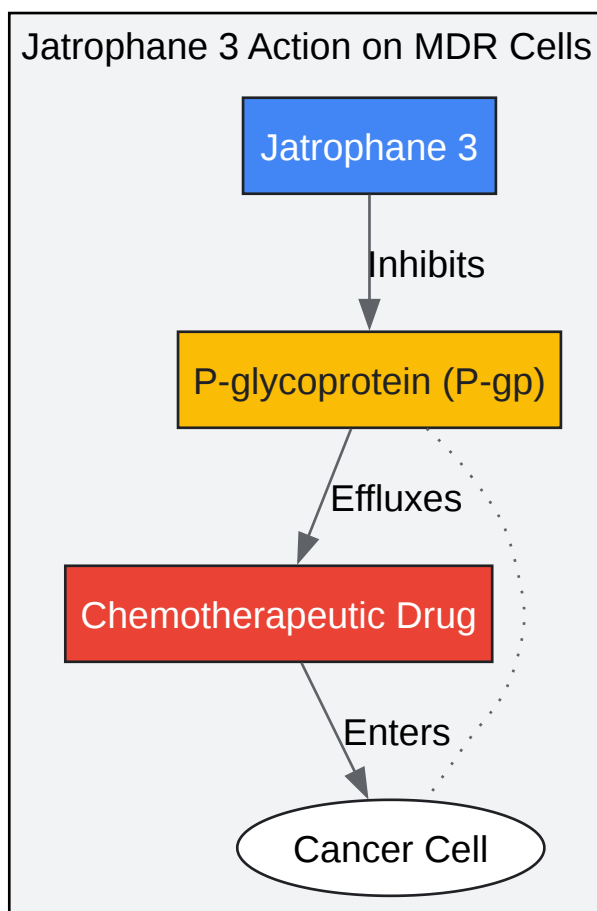 Jatrophane 3 Action on MDR Cells
Jatrophane 3
Inhibits
P-glycoprotein (P-gp)
Effluxes
Chemotherapeutic Drug
Enters
Cancer Cell